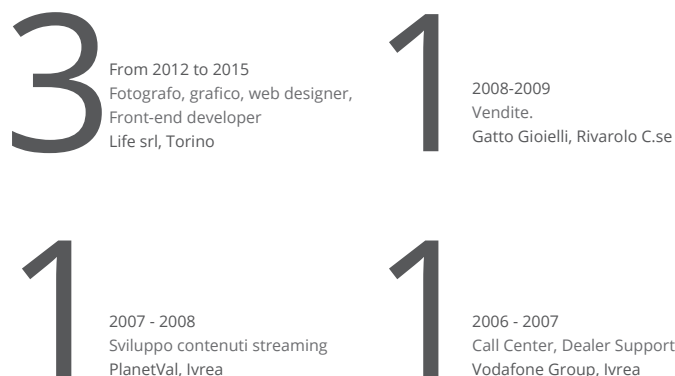 3
From 2012 to 2015
Fotografo, grafico, web designer,
Front-end developer
Life srl, Torino
1
2008-2009
Vendite.
Gatto Gioielli, Rivarolo C.se
1
2007 - 2008
Sviluppo contenuti streaming
PlanetVal, Ivrea
1
2006 - 2007
Call Center, Dealer Support
Vodafone Group, Ivrea